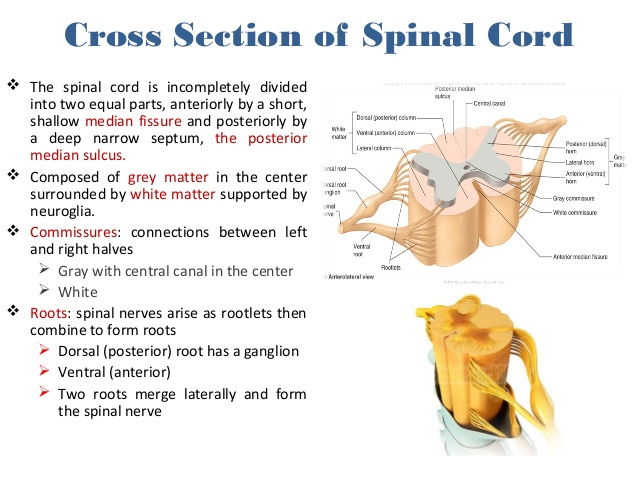 Cross Section of Spinal Cord
❖ The spinal cord is incompletely divided
into two equal parts, anteriorly by a short,
shallow median fissure and posteriorly by
a deep narrow septum, the posterior
median sulcus.
❖ Composed of grey matter in the center
surrounded by white matter supported by
neuroglia.
❖ Commissures: connections between left
and right halves
➢ Gray with central canal in the center
➢ White
❖ Roots: spinal nerves arise as rootlets then
combine to form roots
➢ Dorsal (posterior) root has a ganglion
➢ Ventral (anterior)
➢ Two roots merge laterally and form
the spinal nerve
Posterior median
sulcus
Central canal
Dorsal (posterior) column
White
matter
Ventral (anterior) column
Lateral column
Posterior (dorsal)
horn
Lateral horn
Anterior (ventral)
horn
Gray commissure
White commissure
Anterior median fissure
orsal root
orsal root
nglion
inal
rve
Ventral
root
Rootlets
Anterolateral view